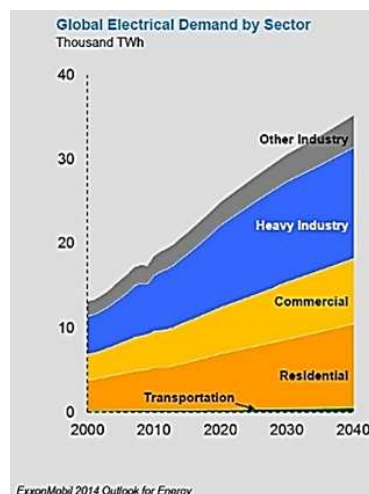 Global Electrical Demand by Sector
Thousand TWh
40
30
20
10
0
Other Industry
Heavy Industry
Commercial
Residential
Transportation
2000 2010 2020 2030 2040
ExxonMobil 2014 Outlook for Energy